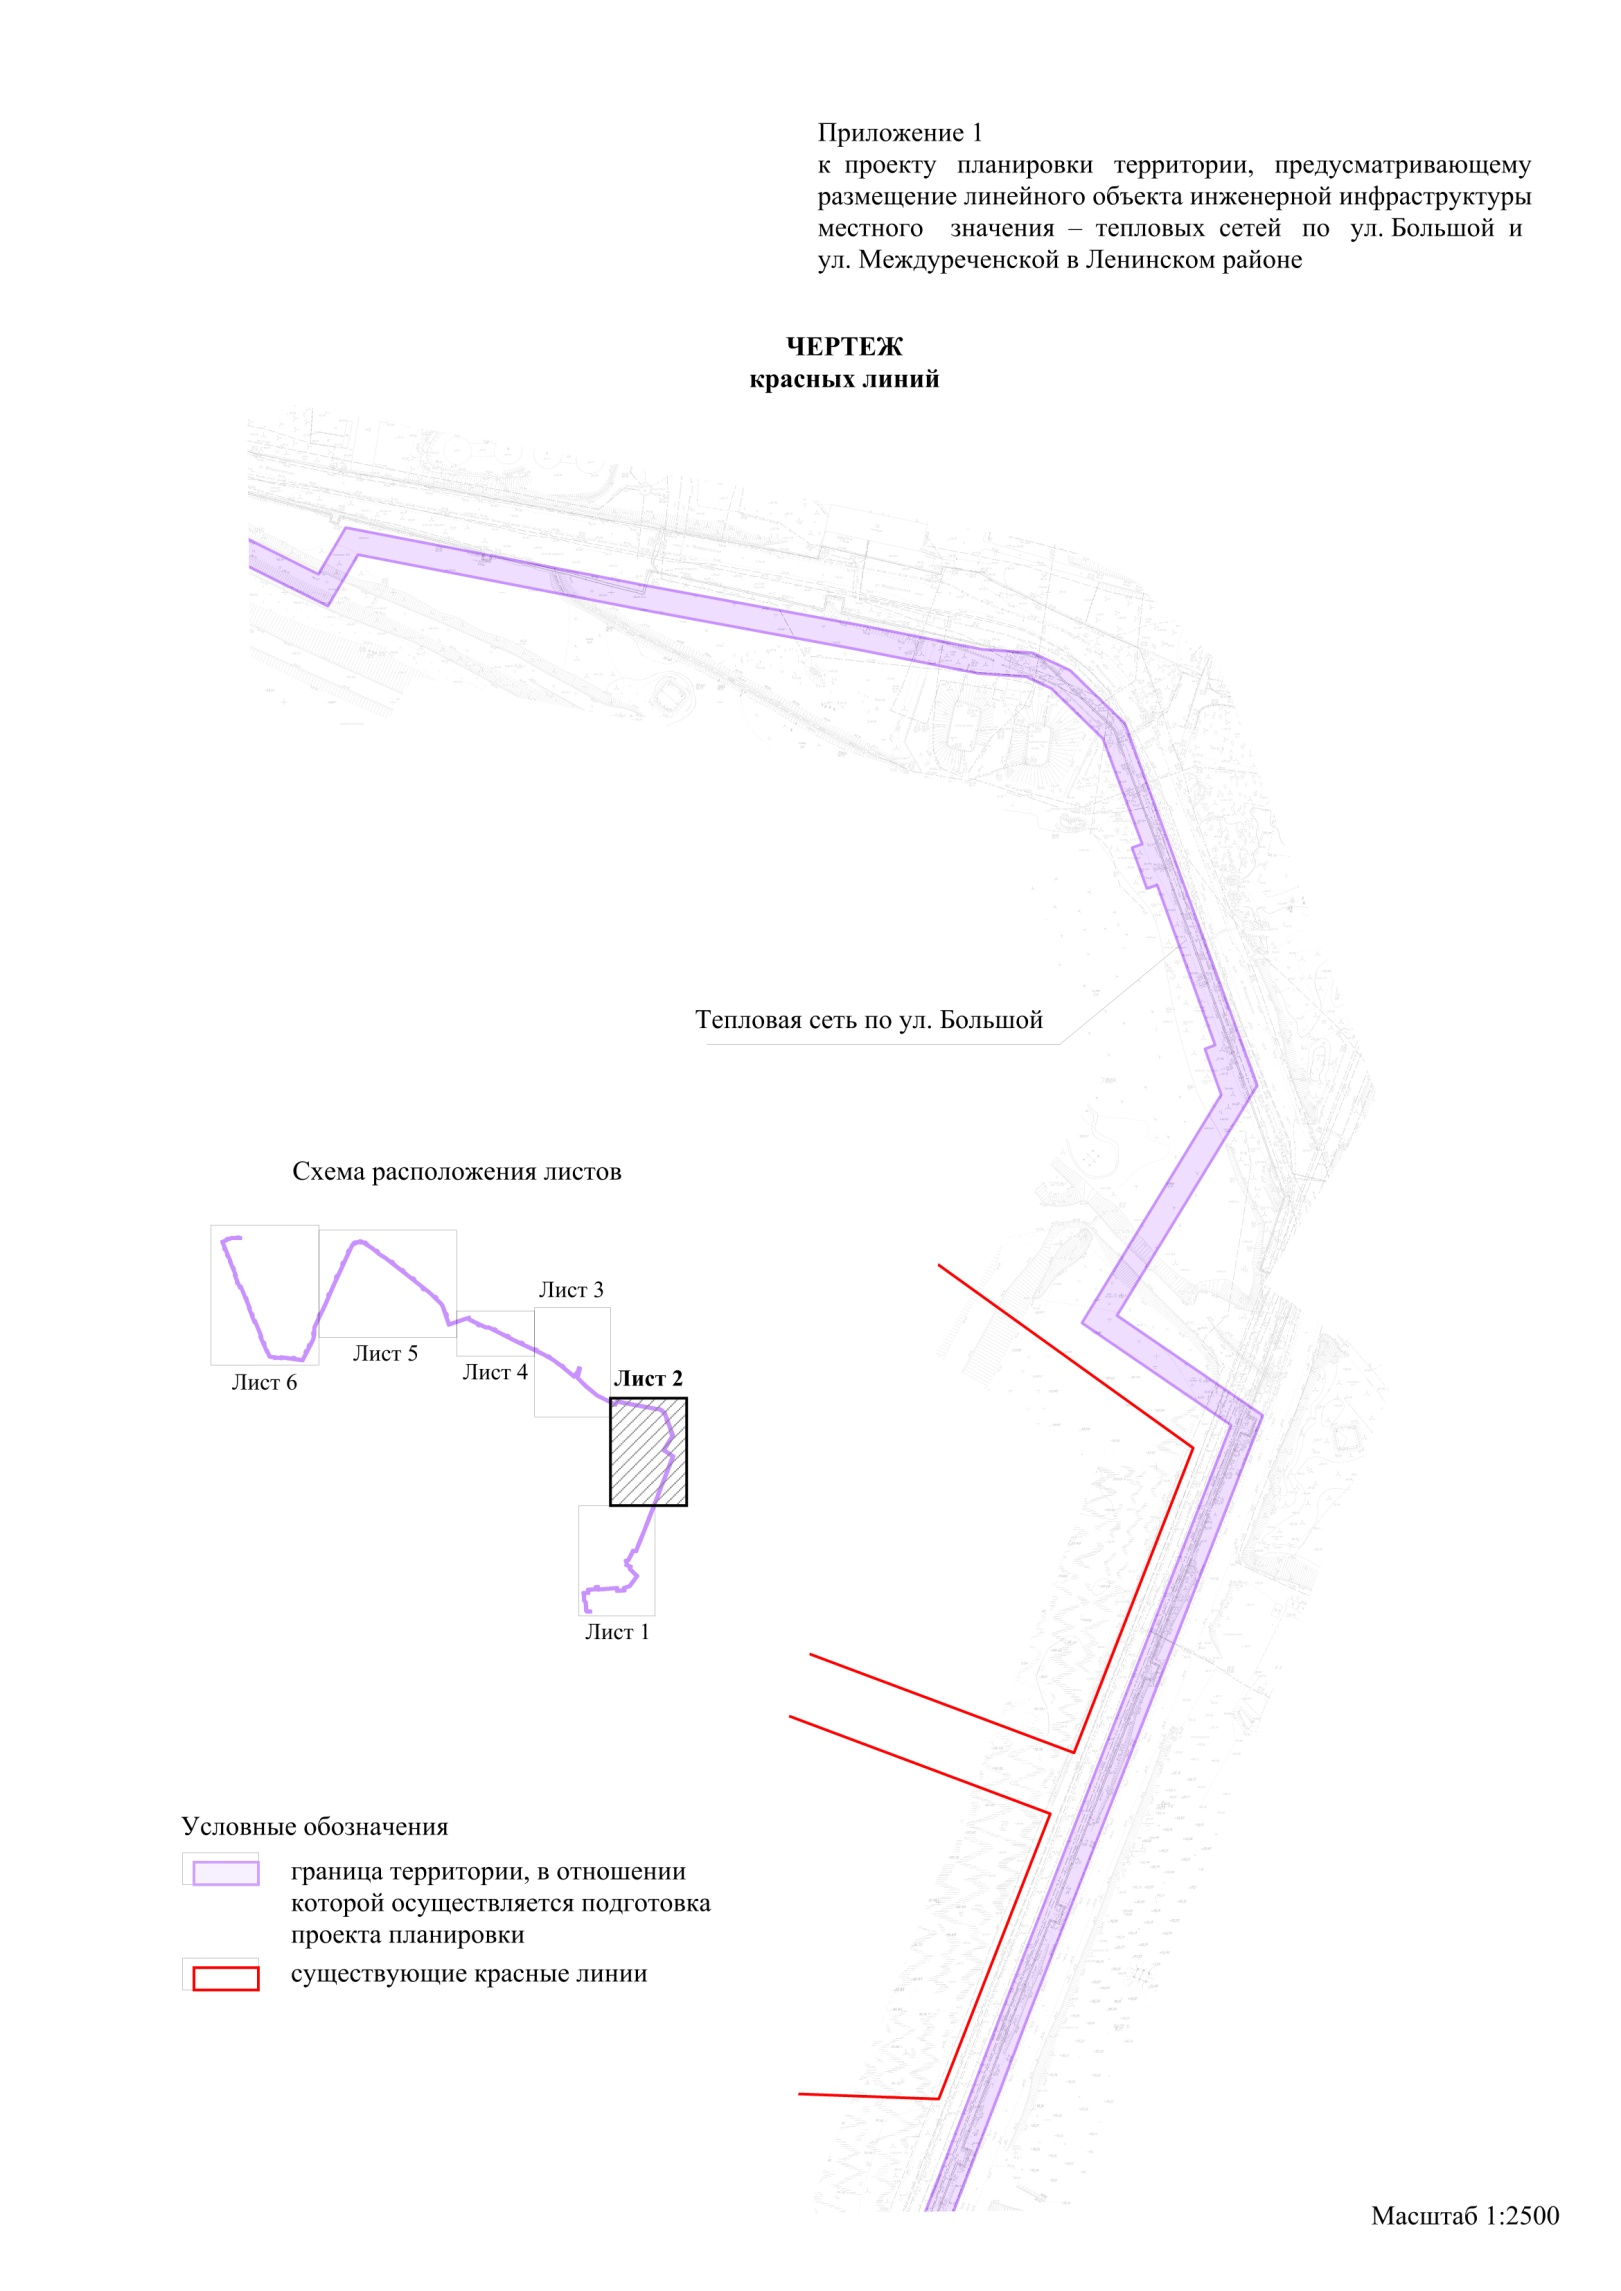 Приложение 1
к проекту планировки территории, предусматривающему
размещение линейного объекта инженерной инфраструктуры
местного значения – тепловых сетей по ул. Большой и
ул. Междуреченской в Ленинском районе
ЧЕРТЕЖ
красных линий
Тепловая сеть по ул. Большой
Схема расположения листов
Лист 3
Лист 5
Лист 4
Лист 2
Лист 6
Лист 1
Условные обозначения
граница территории, в отношении
которой осуществляется подготовка
проекта планировки
существующие красные линии
Масштаб 1:2500